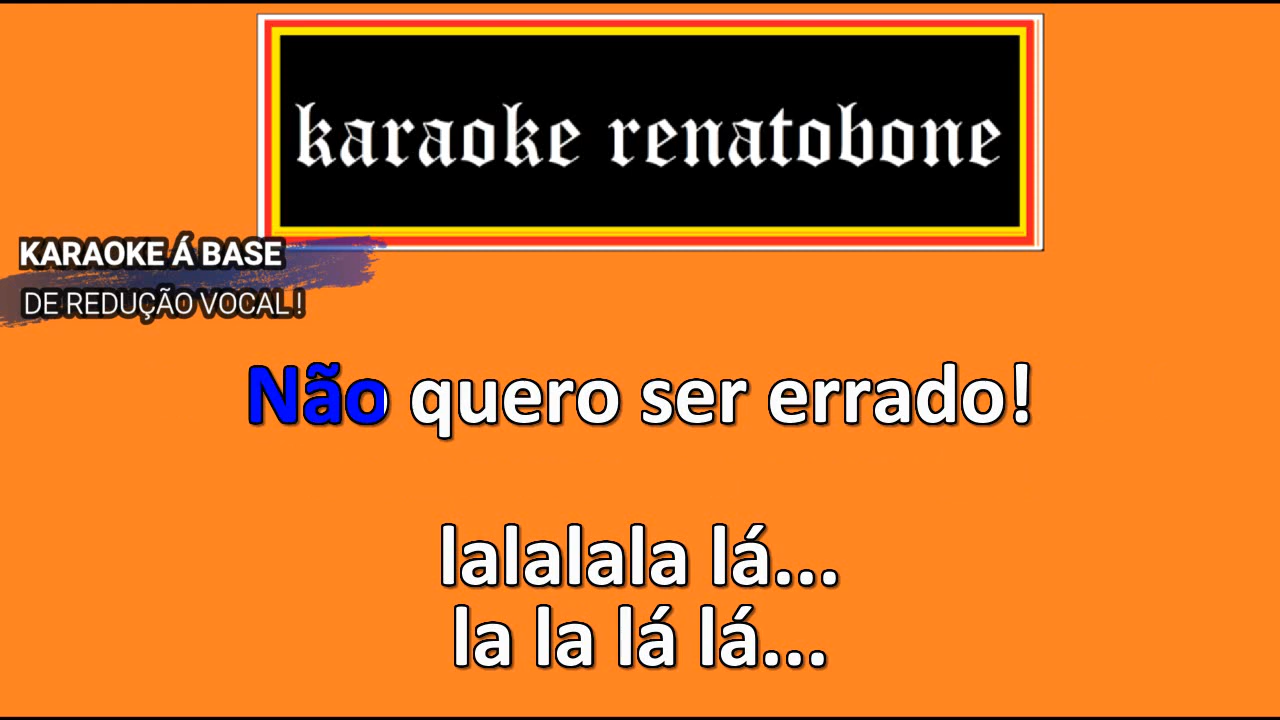 karaoke renatobone
KARAOKE Á BASE
DE REDUÇÃO VOCAL !
Não quero ser errado!
lalalala lá...
la la lá lá...